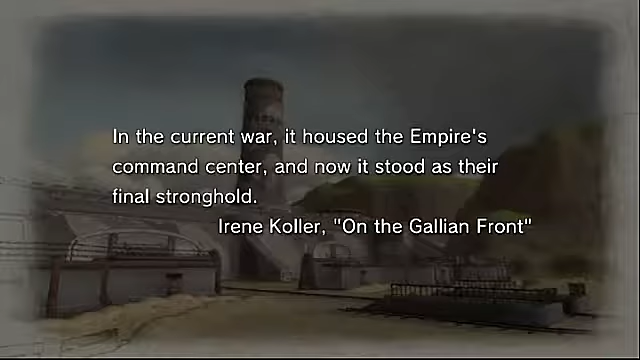 In the current war, it housed the Empire's
command center, and now it stood as their
final stronghold.
Irene Koller, "On the Gallian Front"